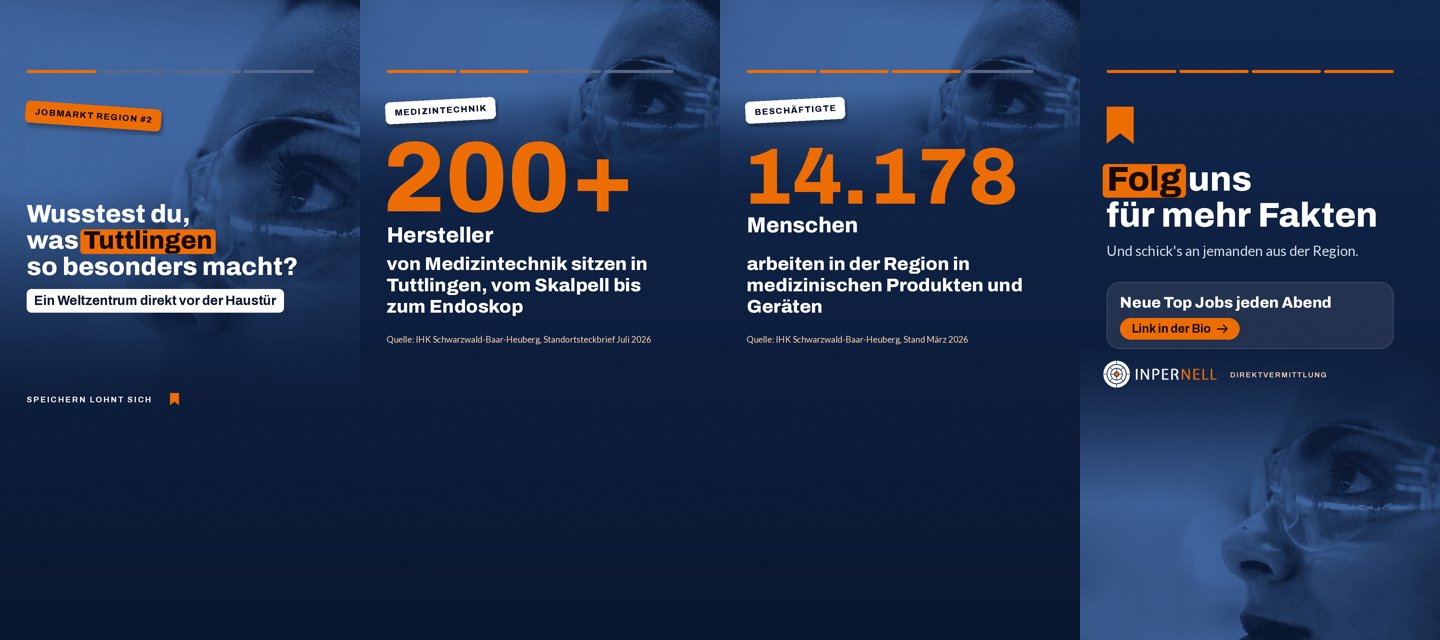 JOBMARKT REGION #2
Wusstest du,
was Tuttlingen
so besonders macht?
Ein Weltzentrum direkt vor der Haustür
SPEICHERN LOHNT SICH
MEDIZINTECHNIK
200+
Hersteller
von Medizintechnik sitzen in
Tuttlingen, vom Skalpell bis
zum Endoskop
Quelle: IHK Schwarzwald-Baar-Heuberg, Standortsteckbrief Juli 2026
BESCHÄFTIGTE
14.178
Menschen
arbeiten in der Region in
medizinischen Produkten und
Geräten
Quelle: IHK Schwarzwald-Baar-Heuberg, Stand März 2026
Folg uns
für mehr Fakten
Und schick's an jemanden aus der Region.
Neue Top Jobs jeden Abend
Link in der Bio →
INPERNELL DIREKTVERMITTLUNG